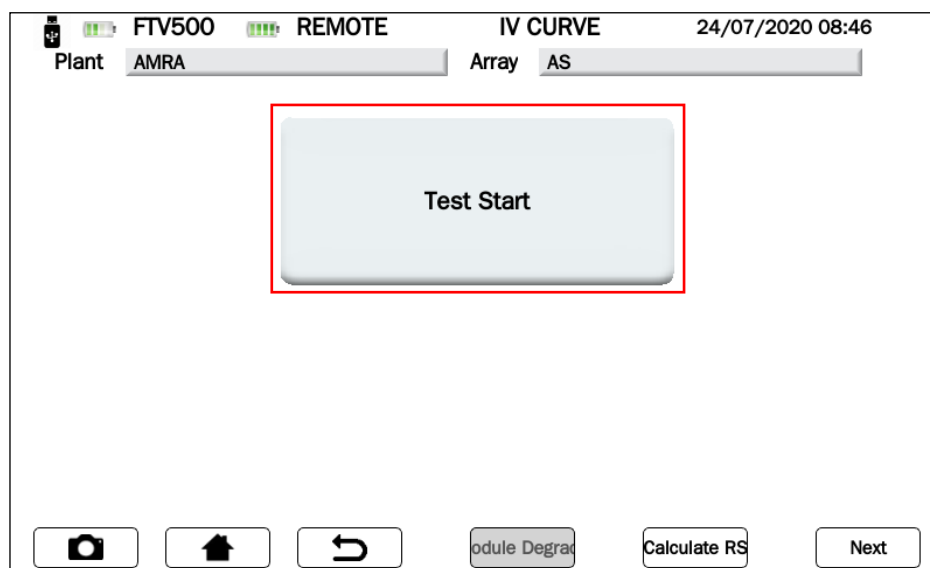 FTV500 REMOTE IV CURVE 24/07/2020 08:46
Plant AMRA Array AS
Test Start
odule Degrad Calculate RS Next